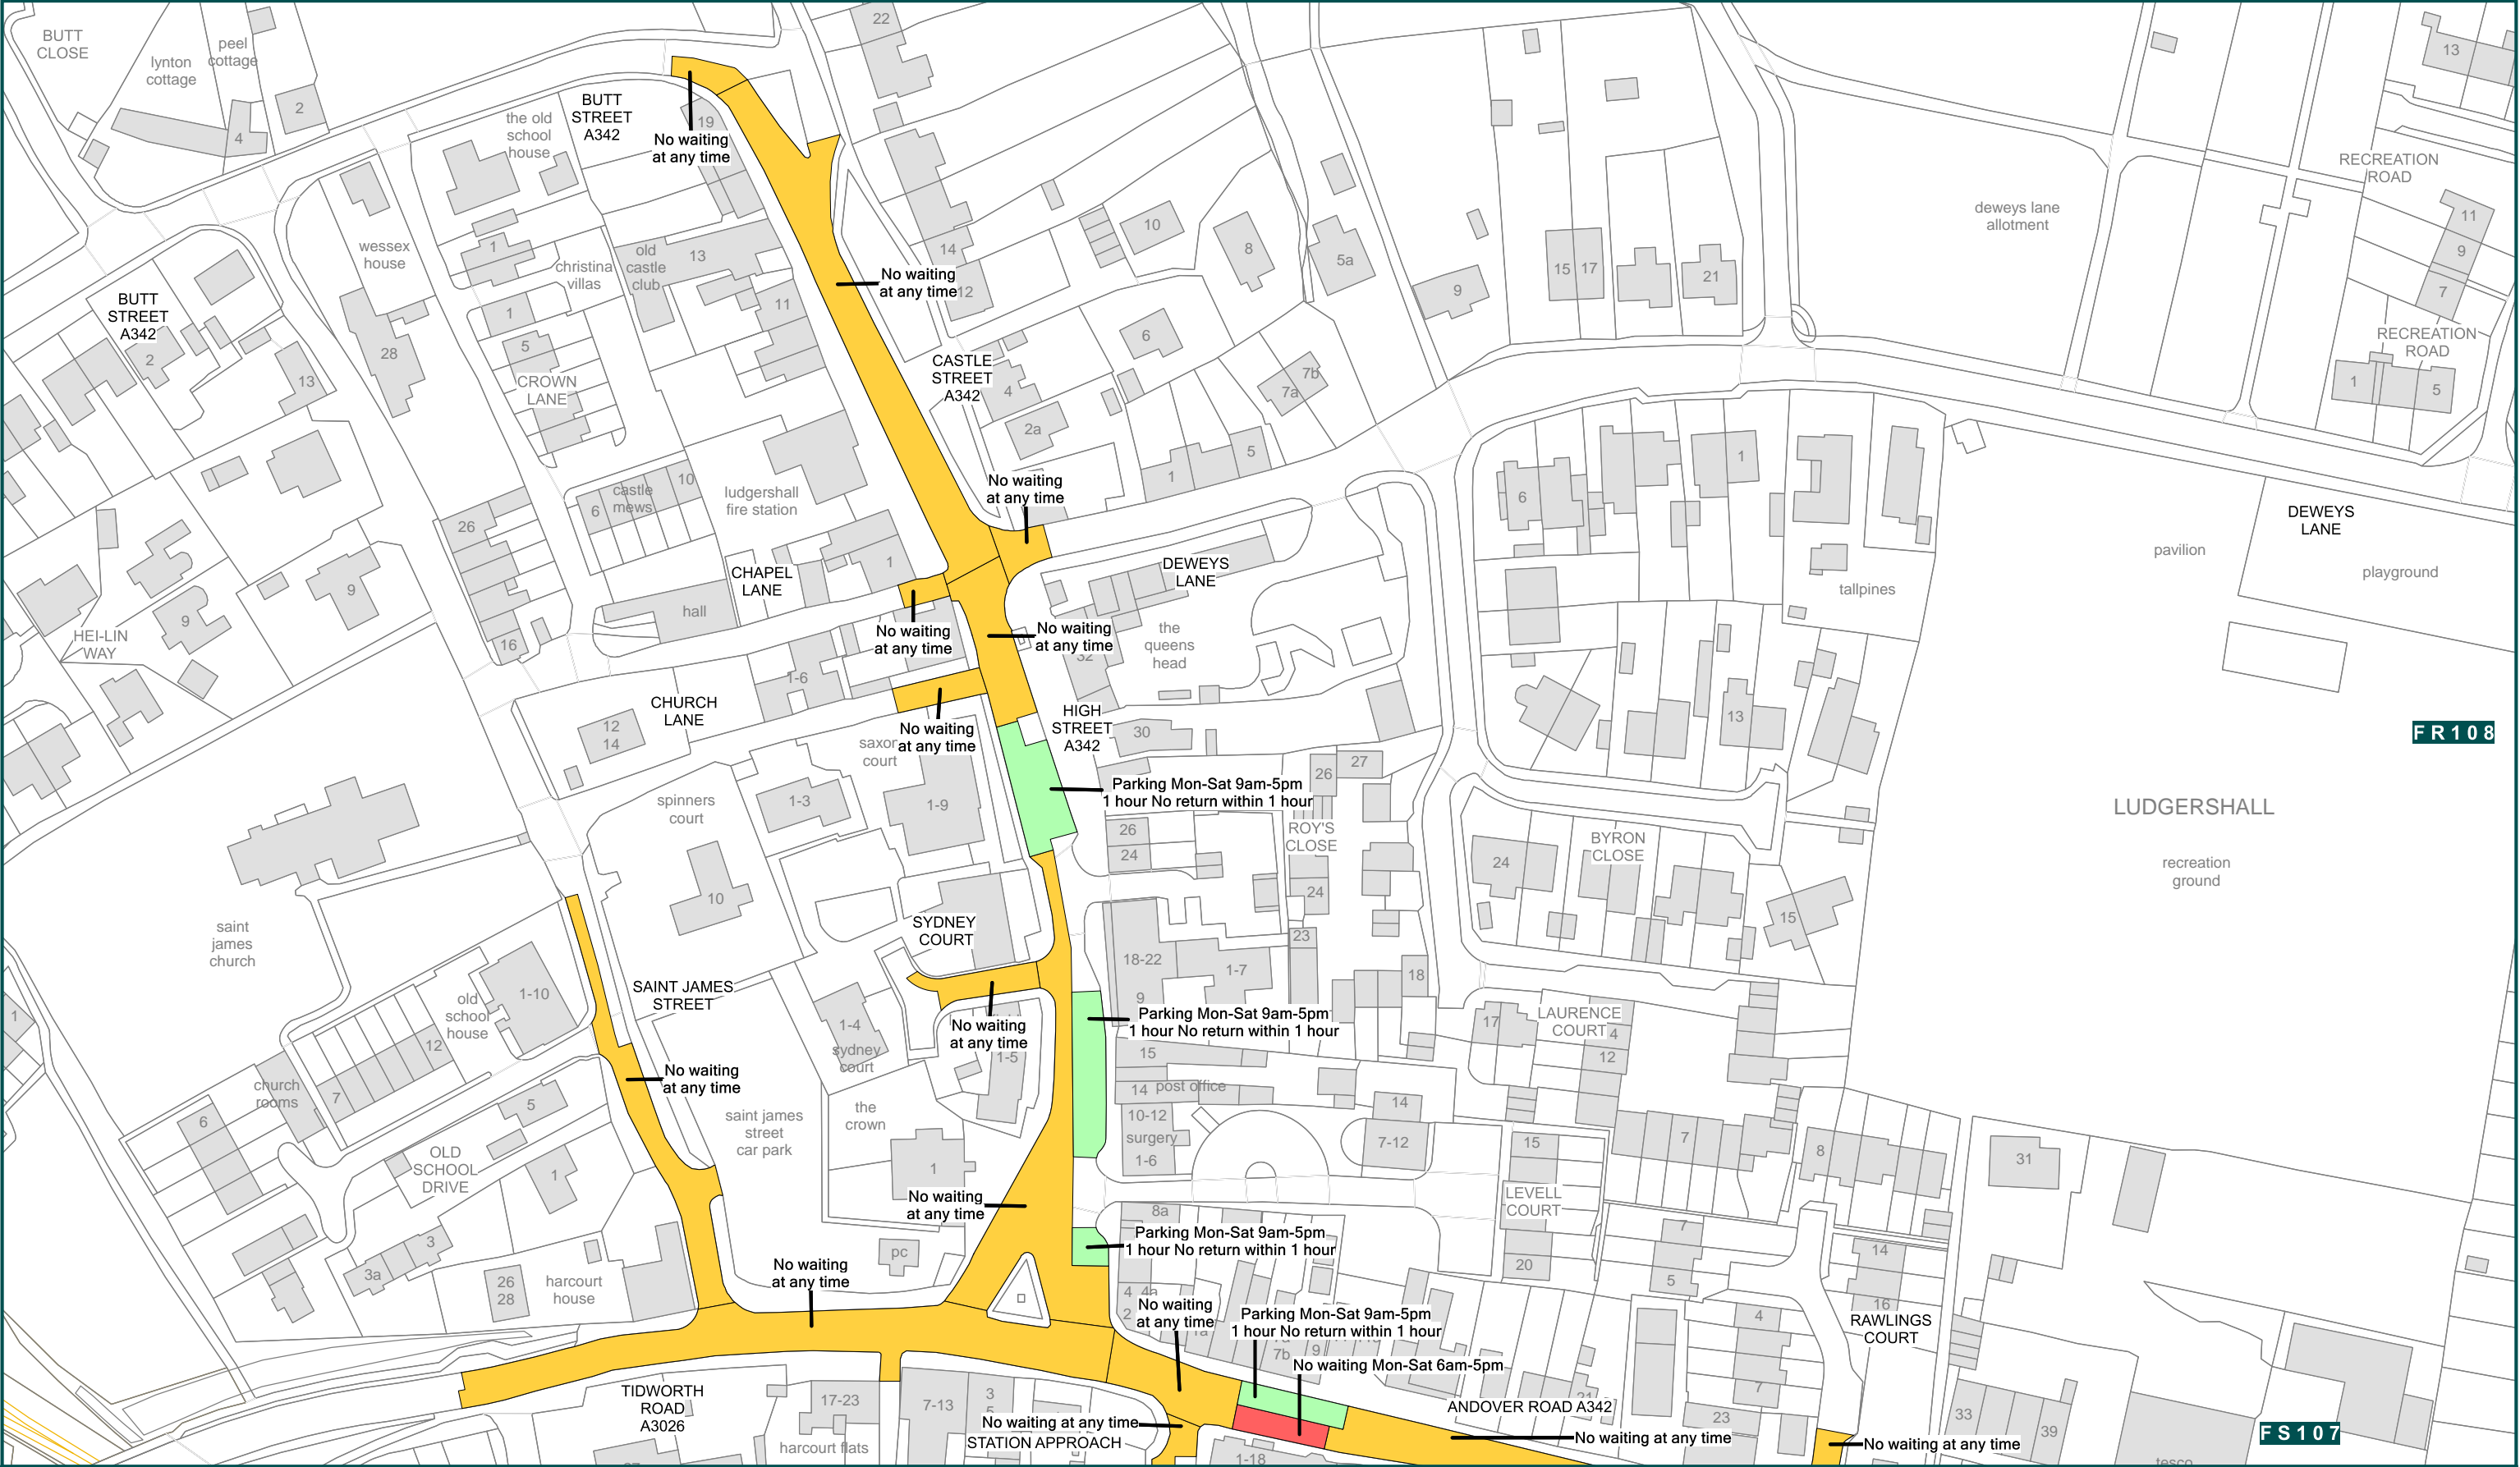 BUTT
CLOSE
lynton
cottage
peel
cottage
2
4
22
13
BUTT
STREET
A342
the old
school
house
19
No waiting
at any time
RECREATION
ROAD
deweys lane
allotment
wessex
house
1
christina
villas
old
castle
club
13
14
12
No waiting
at any time
10
8
5a
9
15
17
21
11
9
7
BUTT
STREET
A342
2
13
28
1
5
CROWN
LANE
11
CASTLE
STREET
A342
4
2a
6
7b
7a
5
1
RECREATION
ROAD
1
5
No waiting
at any time
6
1
castle
mews
6
10
ludgershall
fire station
26
16
9
9
HEI-LIN
WAY
hall
CHAPEL
LANE
1
DEWEYS
LANE
DEWEYS
LANE
pavilion
playground
tallpines
No waiting
at any time
No waiting
at any time
32
the
queens
head
1-6
CHURCH
LANE
12
14
No waiting
at any time
HIGH
STREET
A342
30
13
FR108
saxon
court
1-9
1-3
spinners
court
10
Parking Mon-Sat 9am-5pm
1 hour No return within 1 hour
26
27
26
24
ROY'S
CLOSE
24
23
BYRON
CLOSE
24
15
LUDGERSHALL
recreation
ground
saint
james
church
SYDNEY
COURT
18-22
9
1-7
18
SAINT JAMES
STREET
old
school
house
1-10
12
7
1
1-4
sydney
court
No waiting
at any time
1-5
Parking Mon-Sat 9am-5pm
1 hour No return within 1 hour
17
LAURENCE
COURT
4
12
15
14
post office
10-12
surgery
1-6
14
7-12
15
7
8
31
No waiting
at any time
church
rooms
6
5
OLD
SCHOOL
DRIVE
1
3
3a
saint james
street
car park
the
crown
1
No waiting
at any time
LEVELL
COURT
20
8a
Parking Mon-Sat 9am-5pm
1 hour No return within 1 hour
7
5
14
16
pc
No waiting
at any time
26
28
harcourt
house
4
4a
2
1a
No waiting
at any time
Parking Mon-Sat 9am-5pm
1 hour No return within 1 hour
7b
9
No waiting Mon-Sat 6am-5pm
4
7
RAWLINGS
COURT
TIDWORTH
ROAD
A3026
17-23
harcourt flats
7-13
3
5
No waiting at any time
STATION APPROACH
ANDOVER ROAD A342
21
23
No waiting at any time
No waiting at any time
33
39
FS107
1-18
tesco